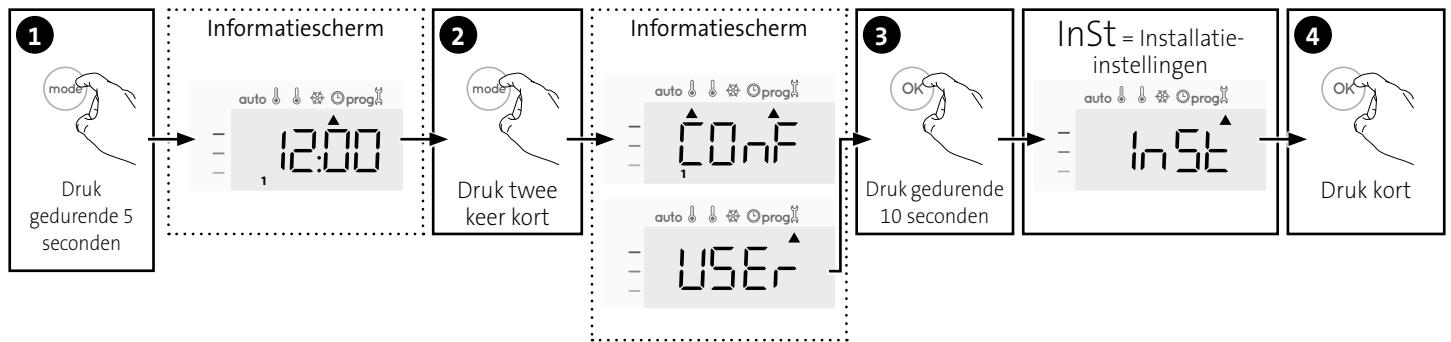 1
mode
Druk
gedurende 5
seconden
Informatiescherm
auto prog
12:00
1
2
mode
Druk twee
keer kort
Informatiescherm
auto prog
COnF
1
auto prog
USEr
3
OK
Druk gedurende
10 seconden
InSt = Installatie-
instellingen
auto prog
InSt
4
OK
Druk kort